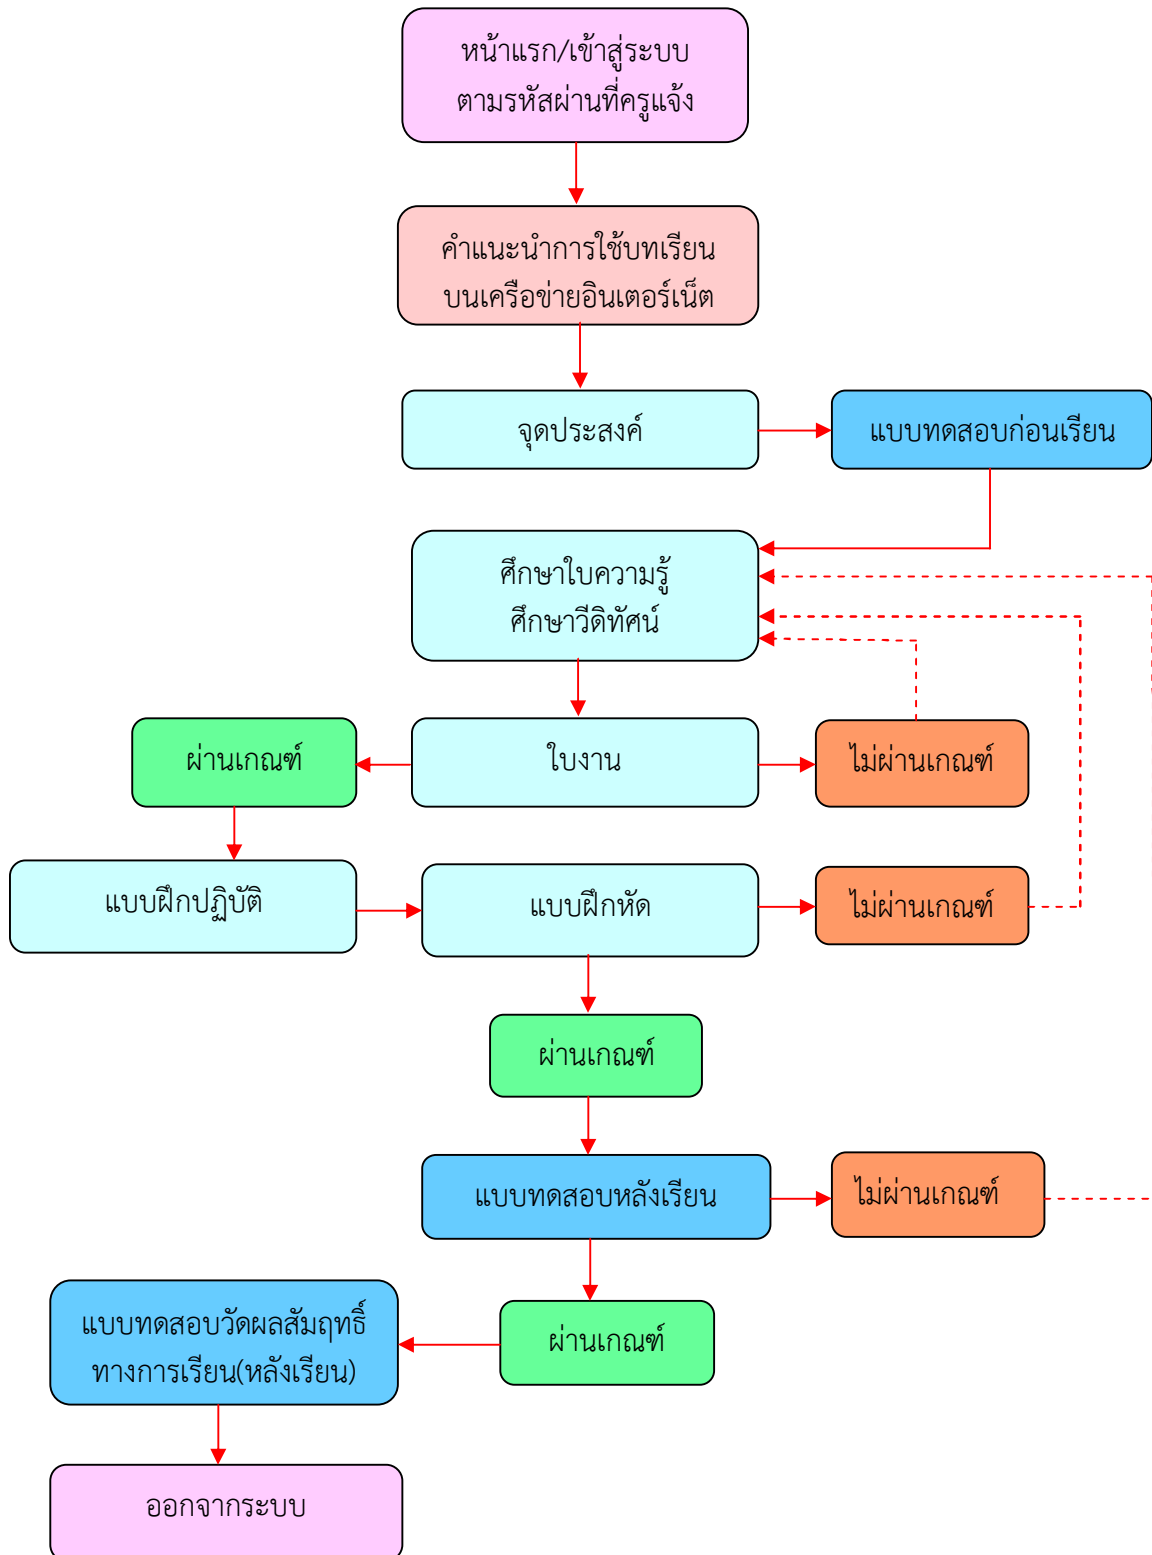 หน้าแรก/เข้าสู่ระบบ
ตามรหัสผ่านที่ครูแจ้ง
คำแนะนำการใช้บทเรียน
บนเครือข่ายอินเตอร์เน็ต
จุดประสงค์
แบบทดสอบก่อนเรียน
ศึกษาใบความรู้
ศึกษาวีดิทัศน์
ผ่านเกณฑ์
ใบงาน
ไม่ผ่านเกณฑ์
แบบฝึกปฏิบัติ
แบบฝึกหัด
ไม่ผ่านเกณฑ์
ผ่านเกณฑ์
แบบทดสอบหลังเรียน
ไม่ผ่านเกณฑ์
แบบทดสอบวัดผลสัมฤทธิ์
ทางการเรียน(หลังเรียน)
ผ่านเกณฑ์
ออกจากระบบ